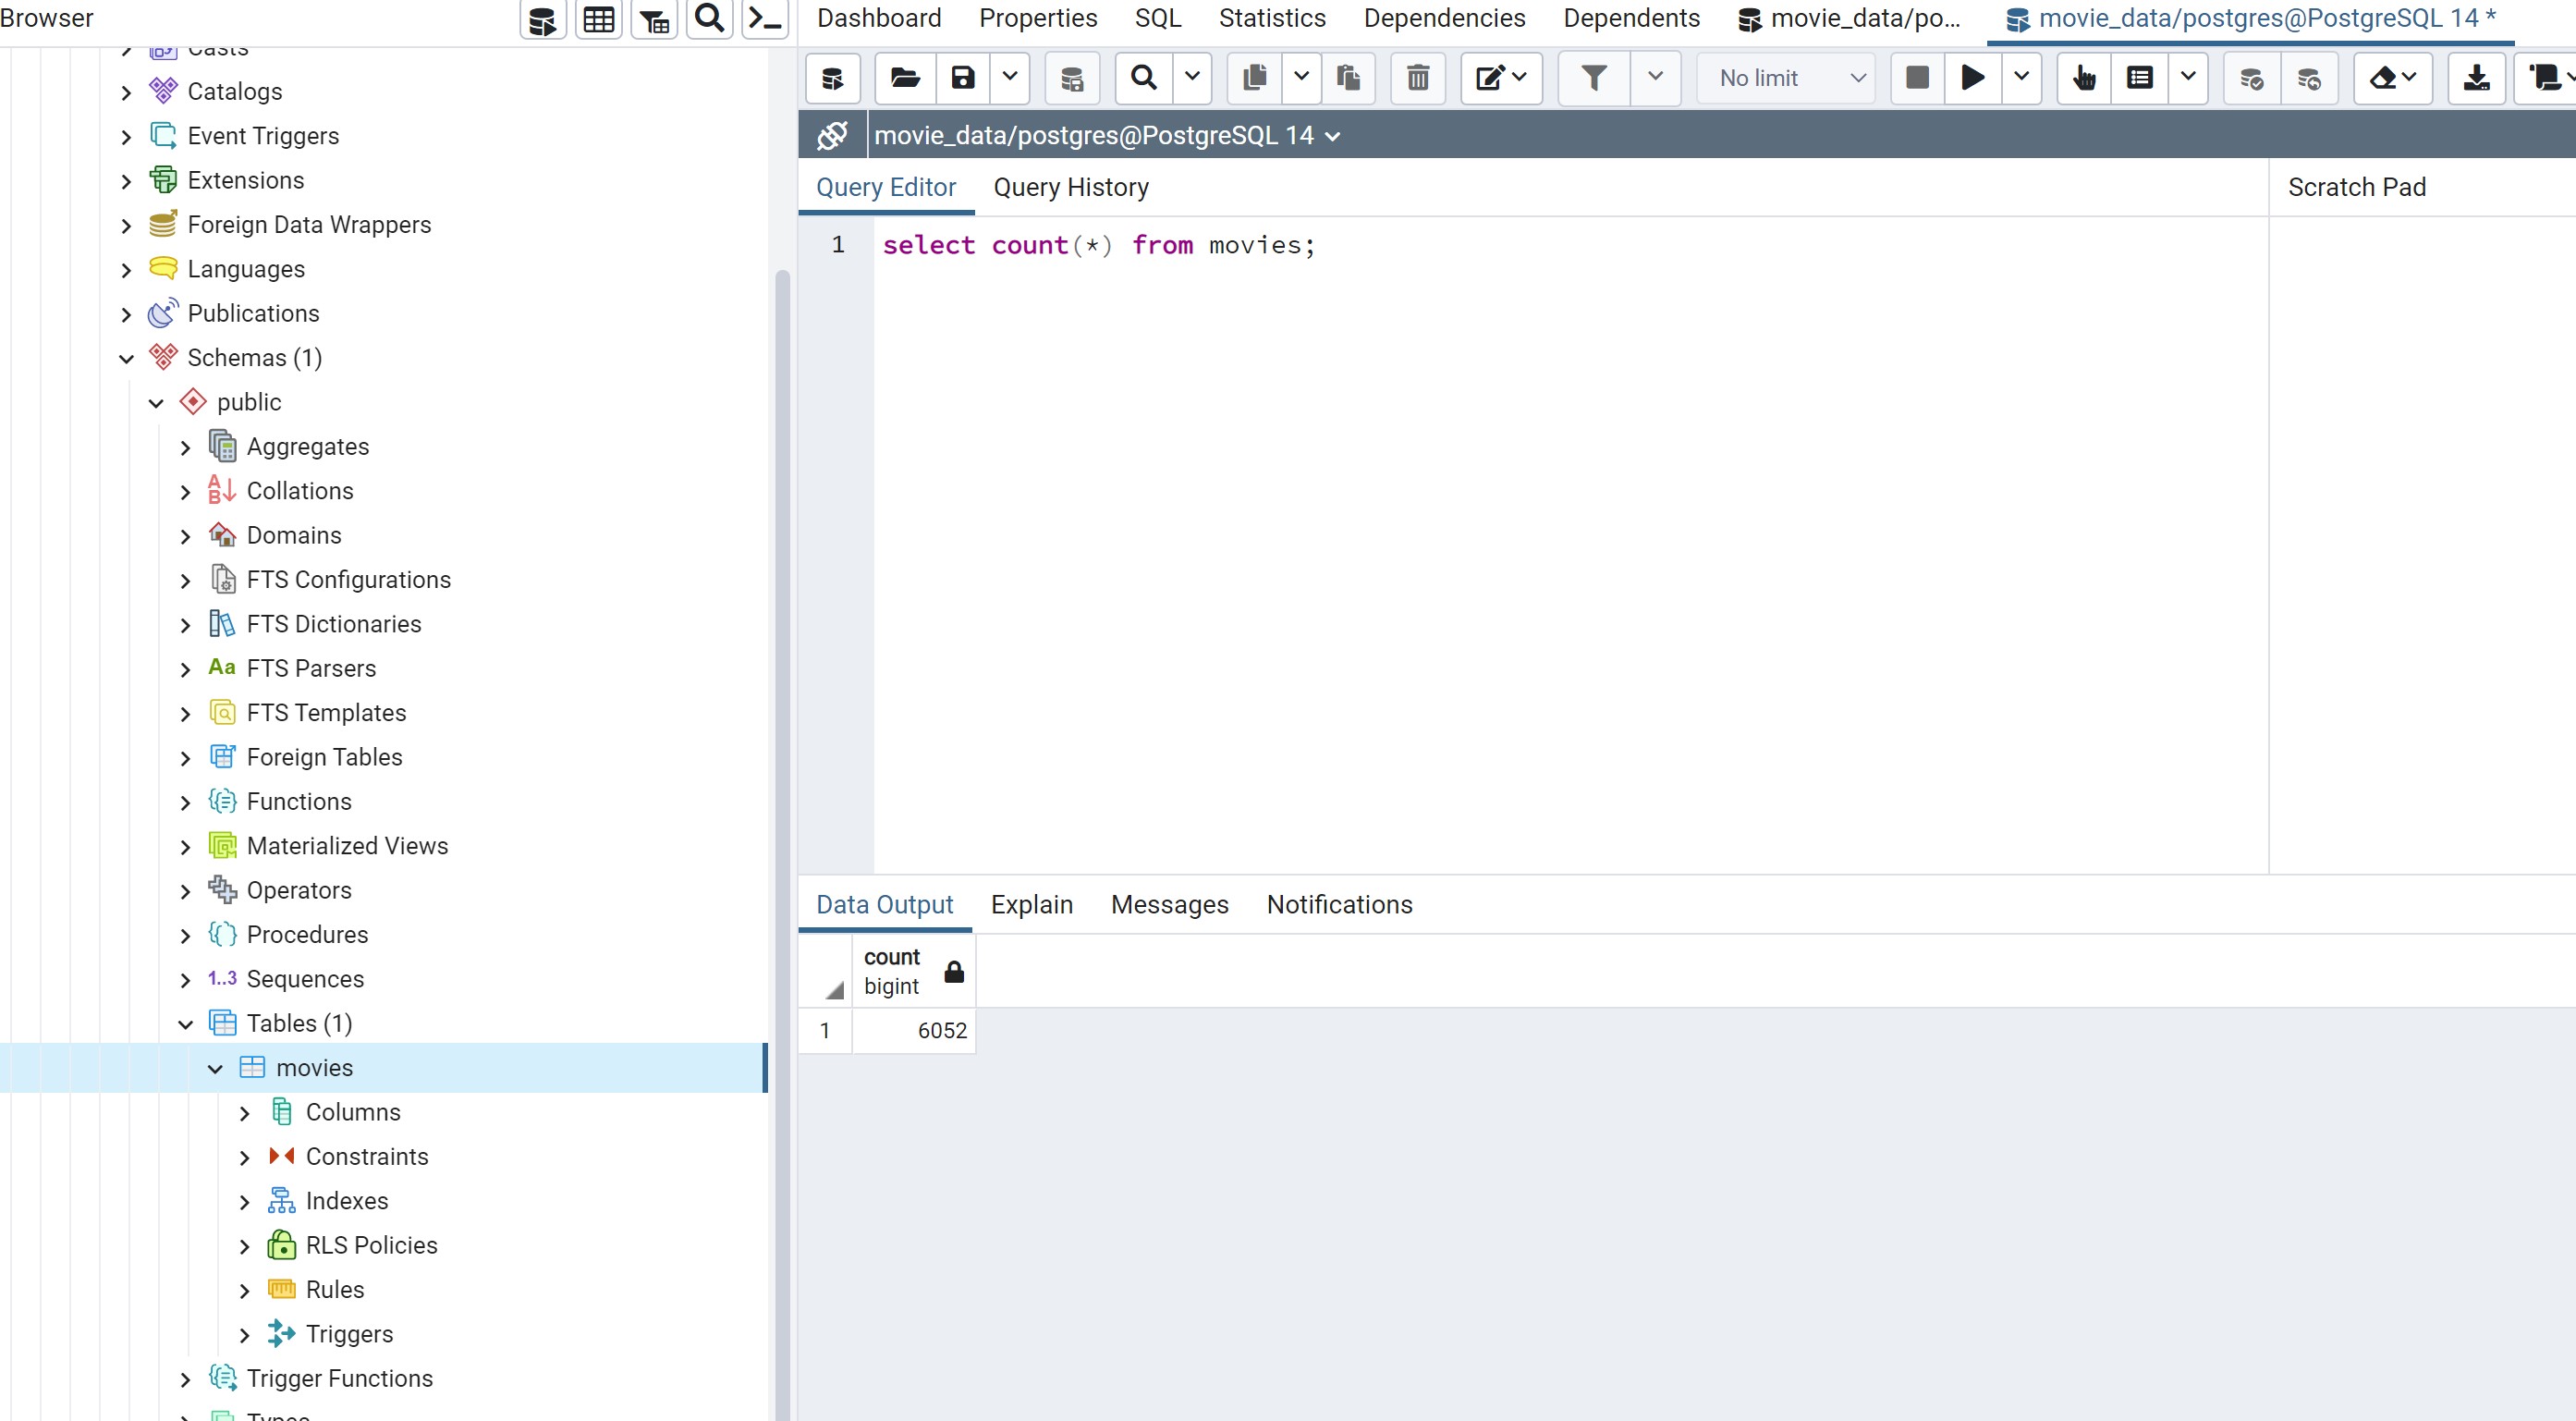 Browser
Casts
Catalogs
Event Triggers
Extensions
Foreign Data Wrappers
Languages
Publications
Schemas (1)
public
Aggregates
Collations
Domains
FTS Configurations
FTS Dictionaries
Aa FTS Parsers
FTS Templates
Foreign Tables
Functions
Materialized Views
Operators
Procedures
1..3 Sequences
Tables (1)
movies
Columns
Constraints
Indexes
RLS Policies
Rules
Triggers
Trigger Functions
Types
Dashboard Properties SQL Statistics Dependencies Dependents movie_data/po... movie_data/postgres@PostgreSQL 14 *
No limit
movie_data/postgres@PostgreSQL 14
Query Editor Query History
Scratch Pad
1 select count(*) from movies;
Data Output Explain Messages Notifications
count
bigint
1 6052